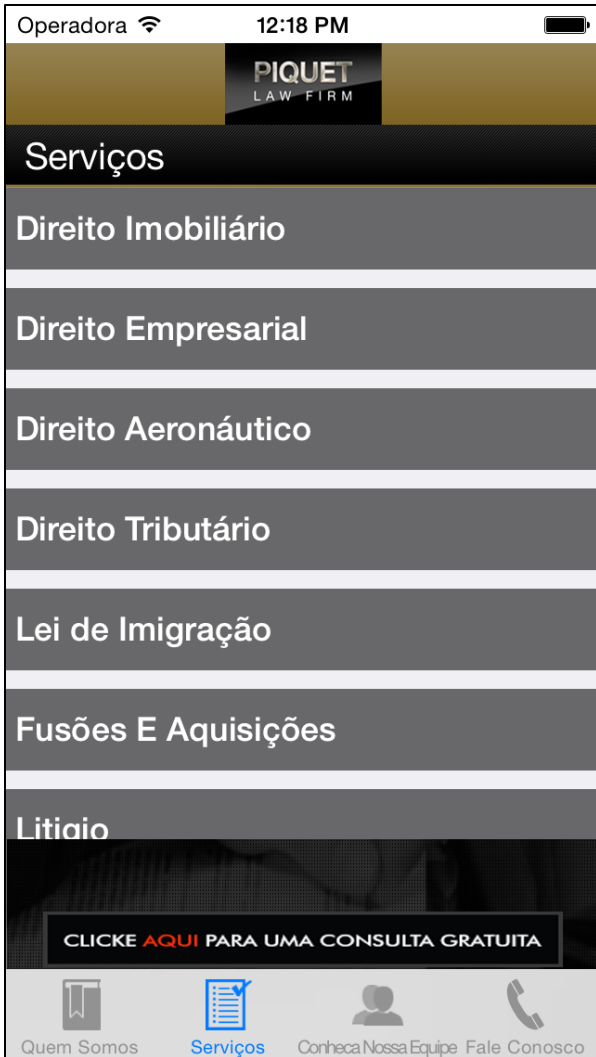 Operadora 12:18 PM
PIQUET
LAW FIRM
Serviços
Direito Imobiliário
Direito Empresarial
Direito Aeronáutico
Direito Tributário
Lei de Imigração
Fusões E Aquisições
Litigio
CLICKE AQUI PARA UMA CONSULTA GRATUITA
Quem Somos Serviços Conheca Nossa Equipe Fale Conosco